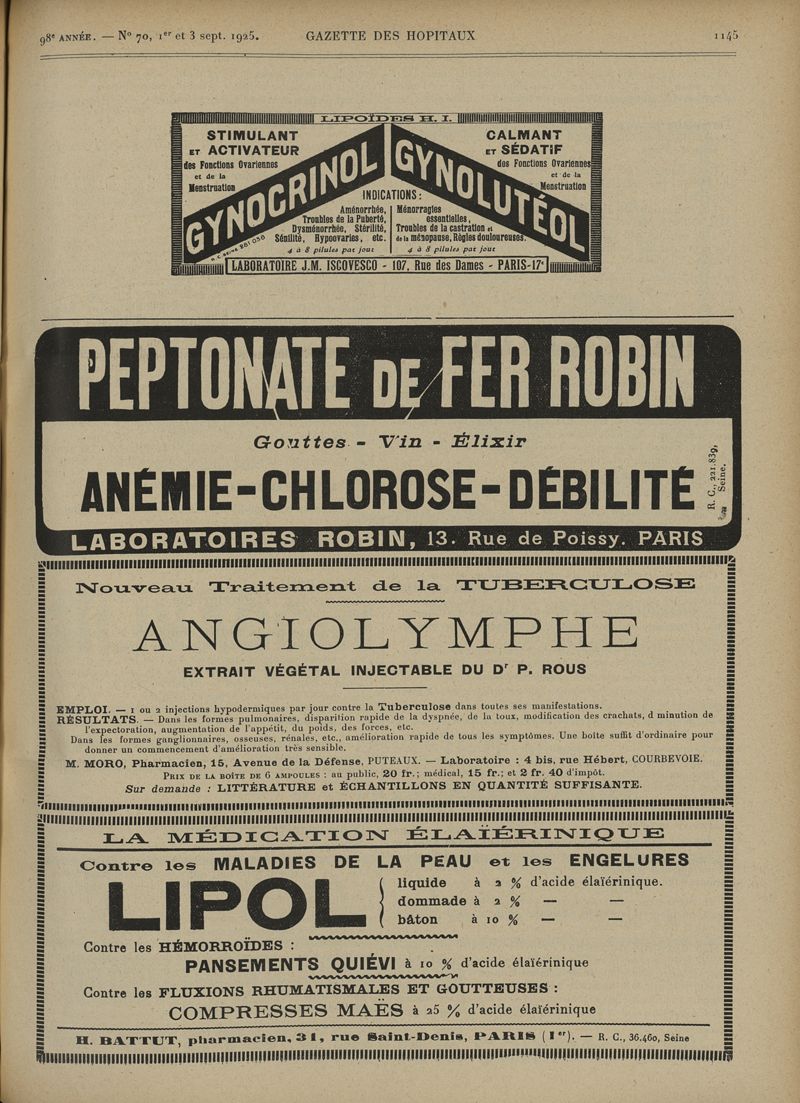 98e ANNÉE. — No 70, 1er et 3 sept. 1925.
GAZETTE DES HOPITAUX
1145
LIPOÏDES H. I.
STIMULANT
ET ACTIVATEUR
des Fonctions Ovariennes
et de la
Menstruation
GYNOCRINOL
CALMANT
ET SÉDATIF
des Fonctions Ovariennes
et de la
Menstruation
GYNOLUTÉOL
INDICATIONS :
Aménorrhée,
Troubles de la Puberté,
Dysménorrhée, Stérilité,
Sénilité, Hypoovaries, etc.
4 à 8 pilules par jour
Ménorragies
essentielles,
Troubles de la castration et
de la ménopause, Règles douloureuses.
4 à 8 pilules par jour
LABORATOIRE J.M. ISCOVESCO - 107, Rue des Dames - PARIS-17e
PEPTONATE DE FER ROBIN
Gouttes - Vin - Élixir
ANÉMIE-CHLOROSE-DÉBILITÉ
R. C., 221.839,
Seine.
LABORATOIRES ROBIN, 13. Rue de Poissy. PARIS
Nouveau Traitement de la TUBERCULOSE
ANGIOLYMPHE
EXTRAIT VÉGÉTAL INJECTABLE DU Dr P. ROUS
EMPLOI. — 1 ou 2 injections hypodermiques par jour contre la Tuberculose dans toutes ses manifestations.
RÉSULTATS. — Dans les formes pulmonaires, disparition rapide de la dyspnée, de la toux, modification des crachats, d minution de
l'expectoration, augmentation de l'appétit, du poids, des forces, etc.
Dans les formes ganglionnaires, osseuses, rénales, etc., amélioration rapide de tous les symptômes. Une boîte suffit d'ordinaire pour
donner un commencement d'amélioration très sensible.
M. MORO, Pharmacien, 15, Avenue de la Défense, PUTEAUX. — Laboratoire : 4 bis, rue Hébert, COURBEVOIE.
PRIX DE LA BOÎTE DE 6 AMPOULES : au public, 20 fr.; médical, 15 fr.; et 2 fr. 40 d'impôt.
Sur demande : LITTÉRATURE et ÉCHANTILLONS EN QUANTITÉ SUFFISANTE.
LA MÉDICATION ÉLAÏÉRINIQUE
Contre les MALADIES DE LA PEAU et les ENGELURES
LIPOL
liquide à 2 % d'acide élaïérinique.
dommade à 2 % — —
bâton à 10 % — —
Contre les HÉMORROÏDES :
PANSEMENTS QUIÉVI à 10 % d'acide élaïérinique
Contre les FLUXIONS RHUMATISMALES ET GOUTTEUSES :
COMPRESSES MAËS à 25 % d'acide élaïérinique
H. BATTUT, pharmacien, 31, rue Saint-Denis, PARIS (Ier). — R. C., 36.460, Seine